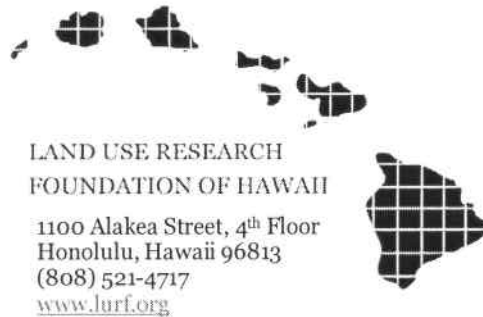 LAND USE RESEARCH
FOUNDATION OF HAWAII
1100 Alakea Street, 4th Floor
Honolulu, Hawaii 96813
(808) 521-4717
www.lurf.org